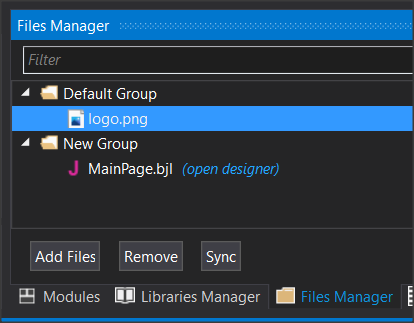 Files Manager
Filter
Default Group
logo.png
New Group
J MainPage.bjl (open designer)
Add Files Remove Sync
Modules Libraries Manager Files Manager